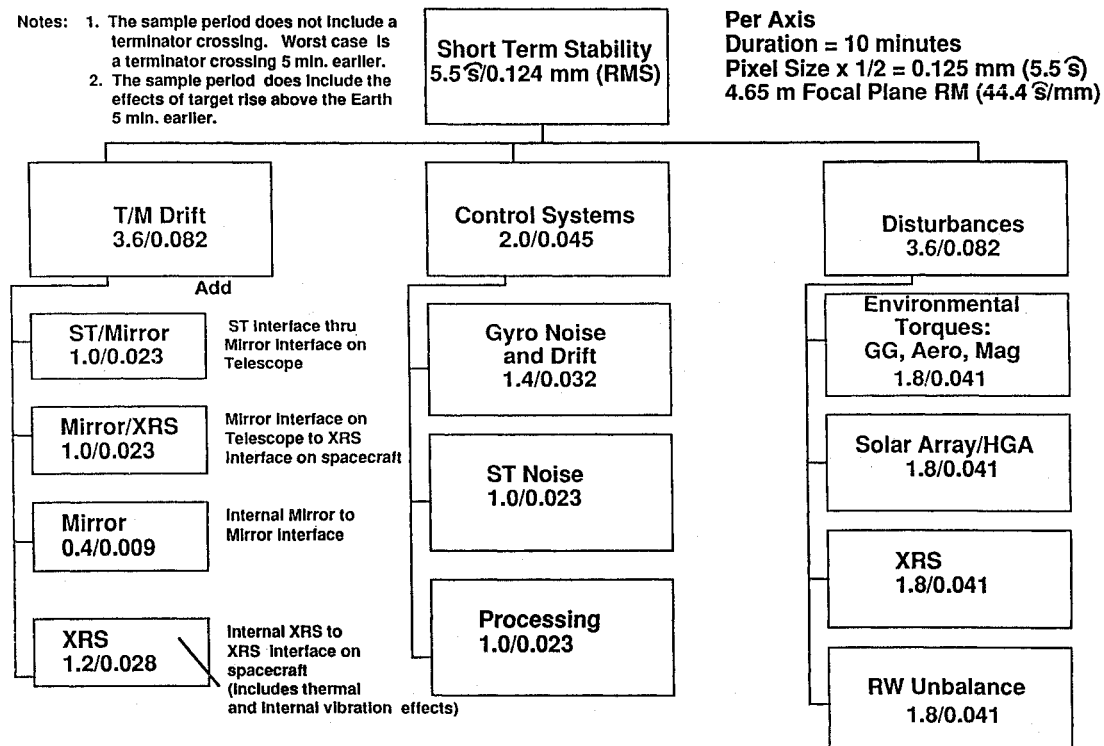 Notes: 1. The sample period does not include a
terminator crossing. Worst case is
a terminator crossing 5 min. earlier.
2. The sample period does include the
effects of target rise above the Earth
5 min. earlier.
Short Term Stability
5.5 ŝ/0.124 mm (RMS)
Per Axis
Duration = 10 minutes
Pixel Size x 1/2 = 0.125 mm (5.5 ŝ)
4.65 m Focal Plane RM (44.4 ŝ/mm)
T/M Drift
3.6/0.082
Control Systems
2.0/0.045
Disturbances
3.6/0.082
Add
ST/Mirror
1.0/0.023
ST Interface thru
Mirror Interface on
Telescope
Mirror/XRS
1.0/0.023
Mirror Interface on
Telescope to XRS
Interface on spacecraft
Mirror
0.4/0.009
Internal Mirror to
Mirror Interface
XRS
1.2/0.028
Internal XRS to
XRS Interface on
spacecraft
(Includes thermal
and Internal vibration effects)
Gyro Noise
and Drift
1.4/0.032
ST Noise
1.0/0.023
Processing
1.0/0.023
Environmental
Torques:
GG, Aero, Mag
1.8/0.041
Solar Array/HGA
1.8/0.041
XRS
1.8/0.041
RW Unbalance
1.8/0.041